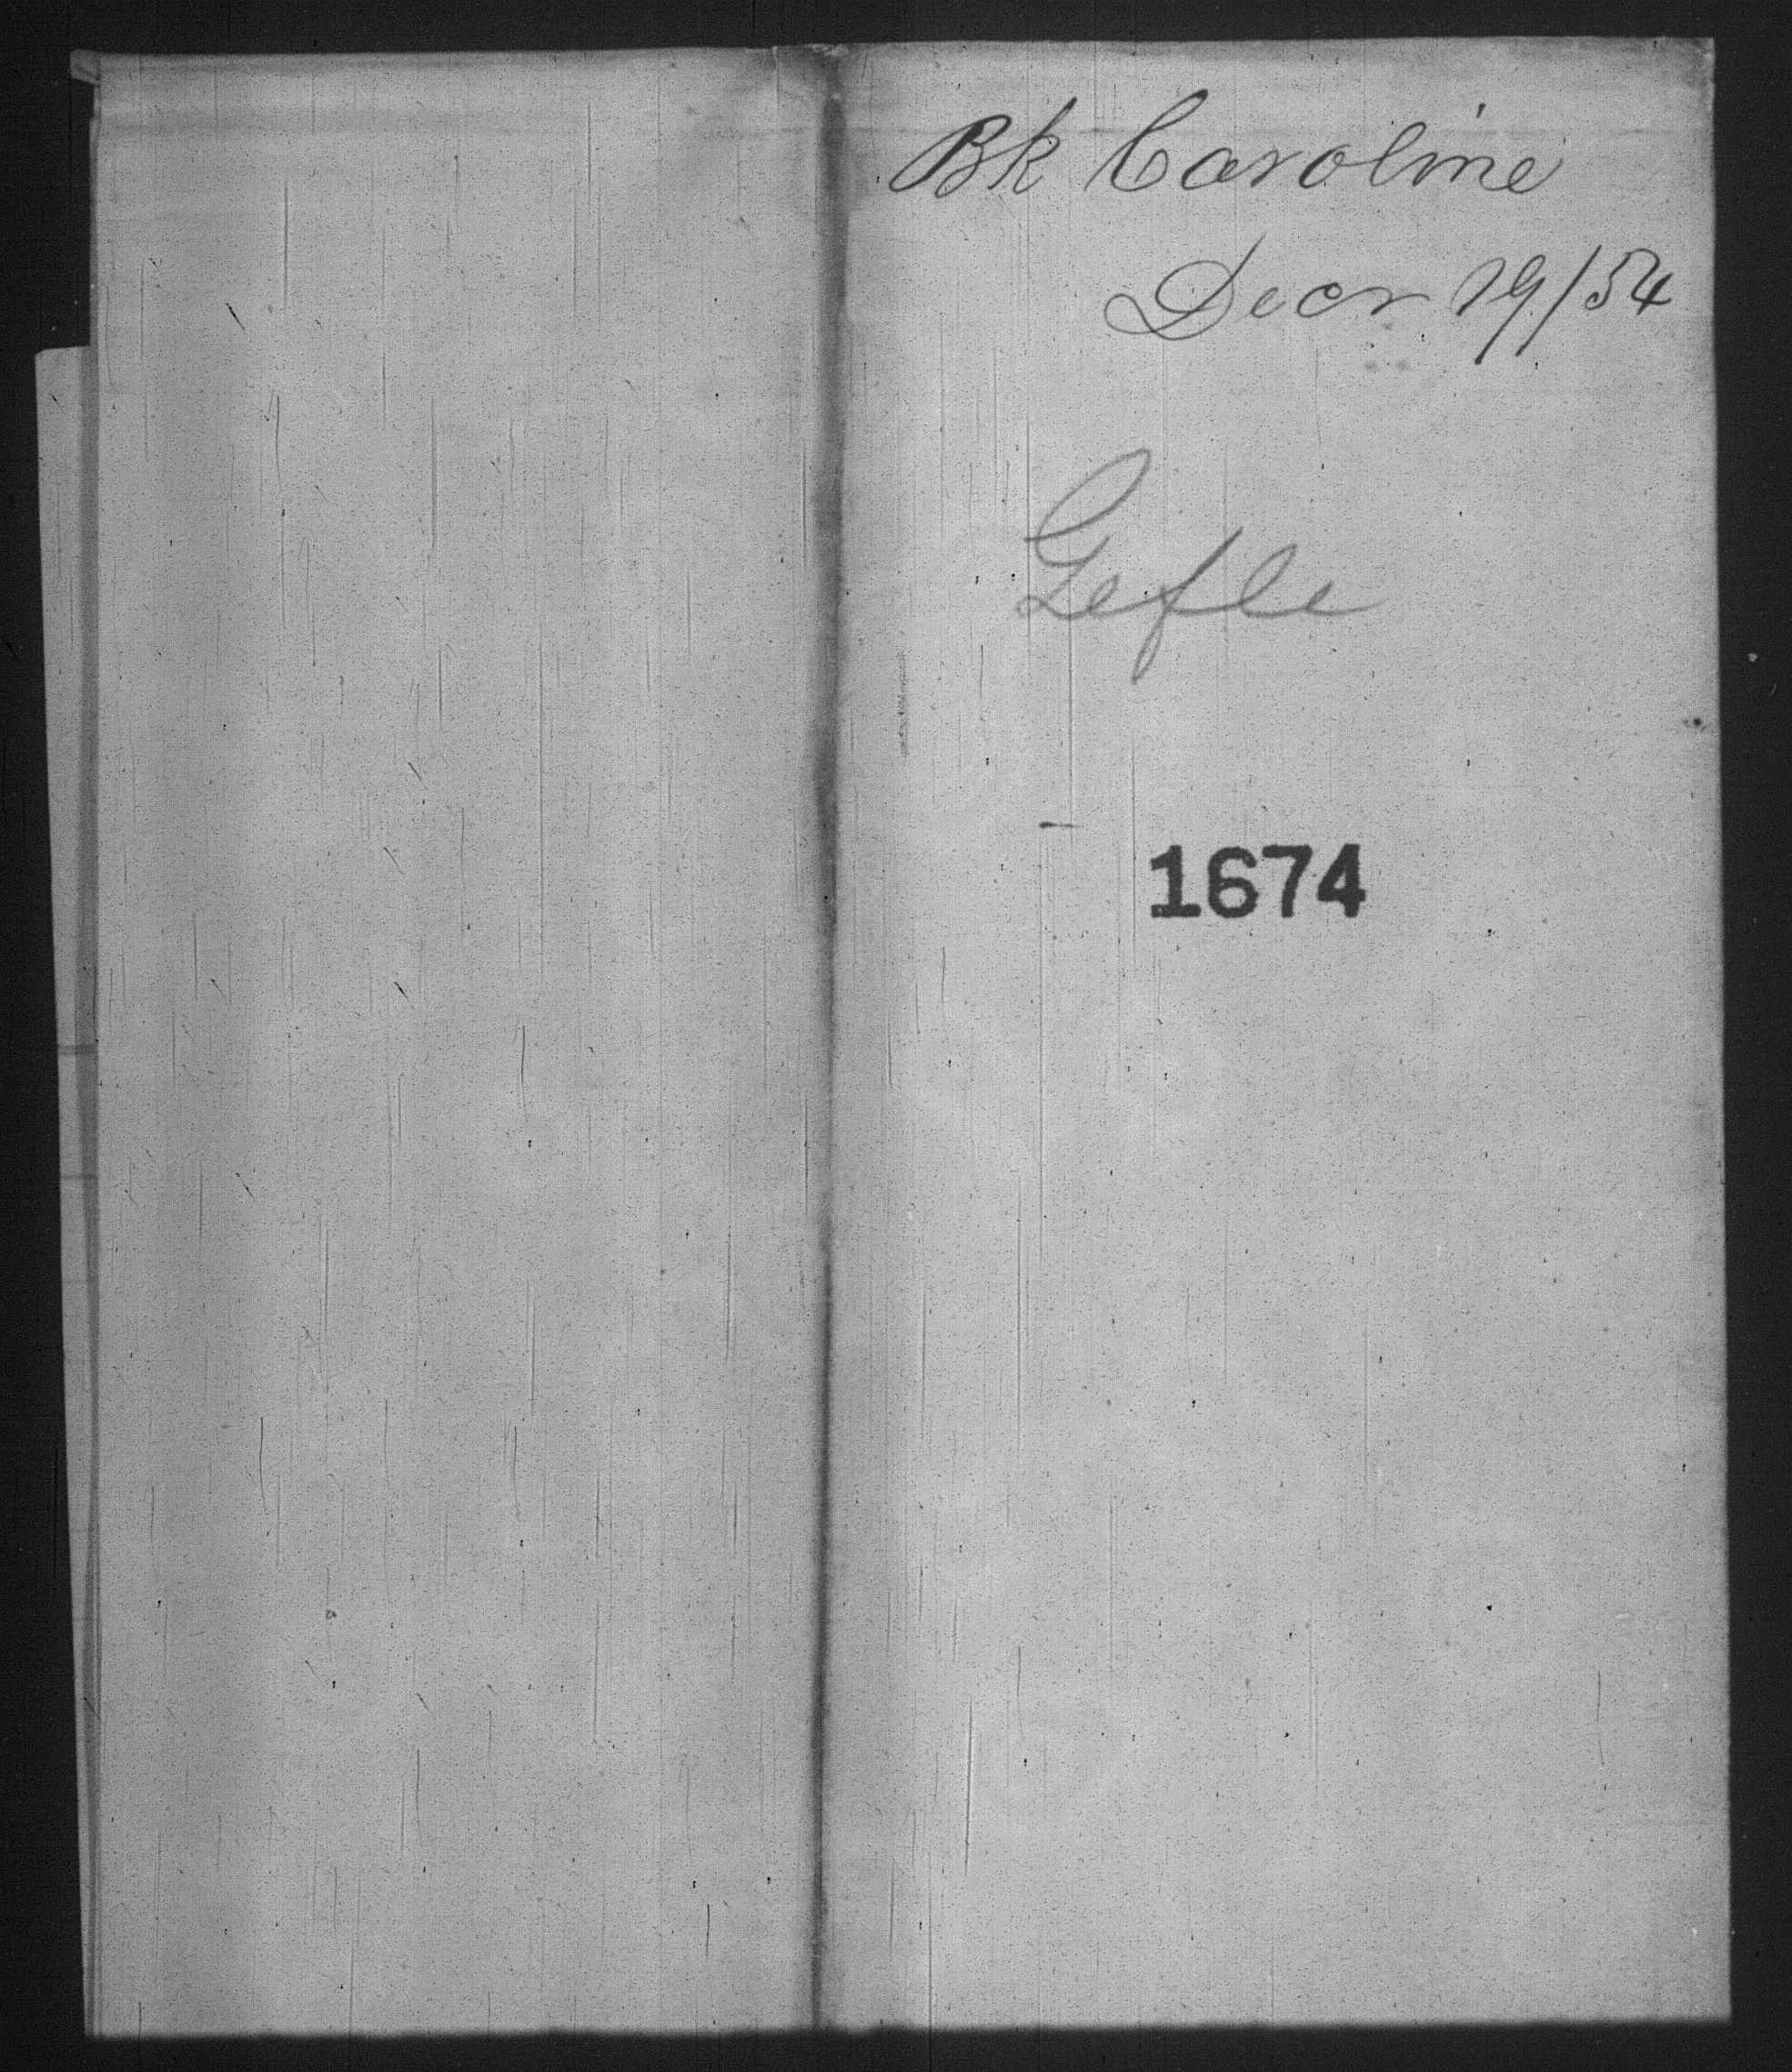 Bk Caroline
Decr 19/54
Gefle
1674